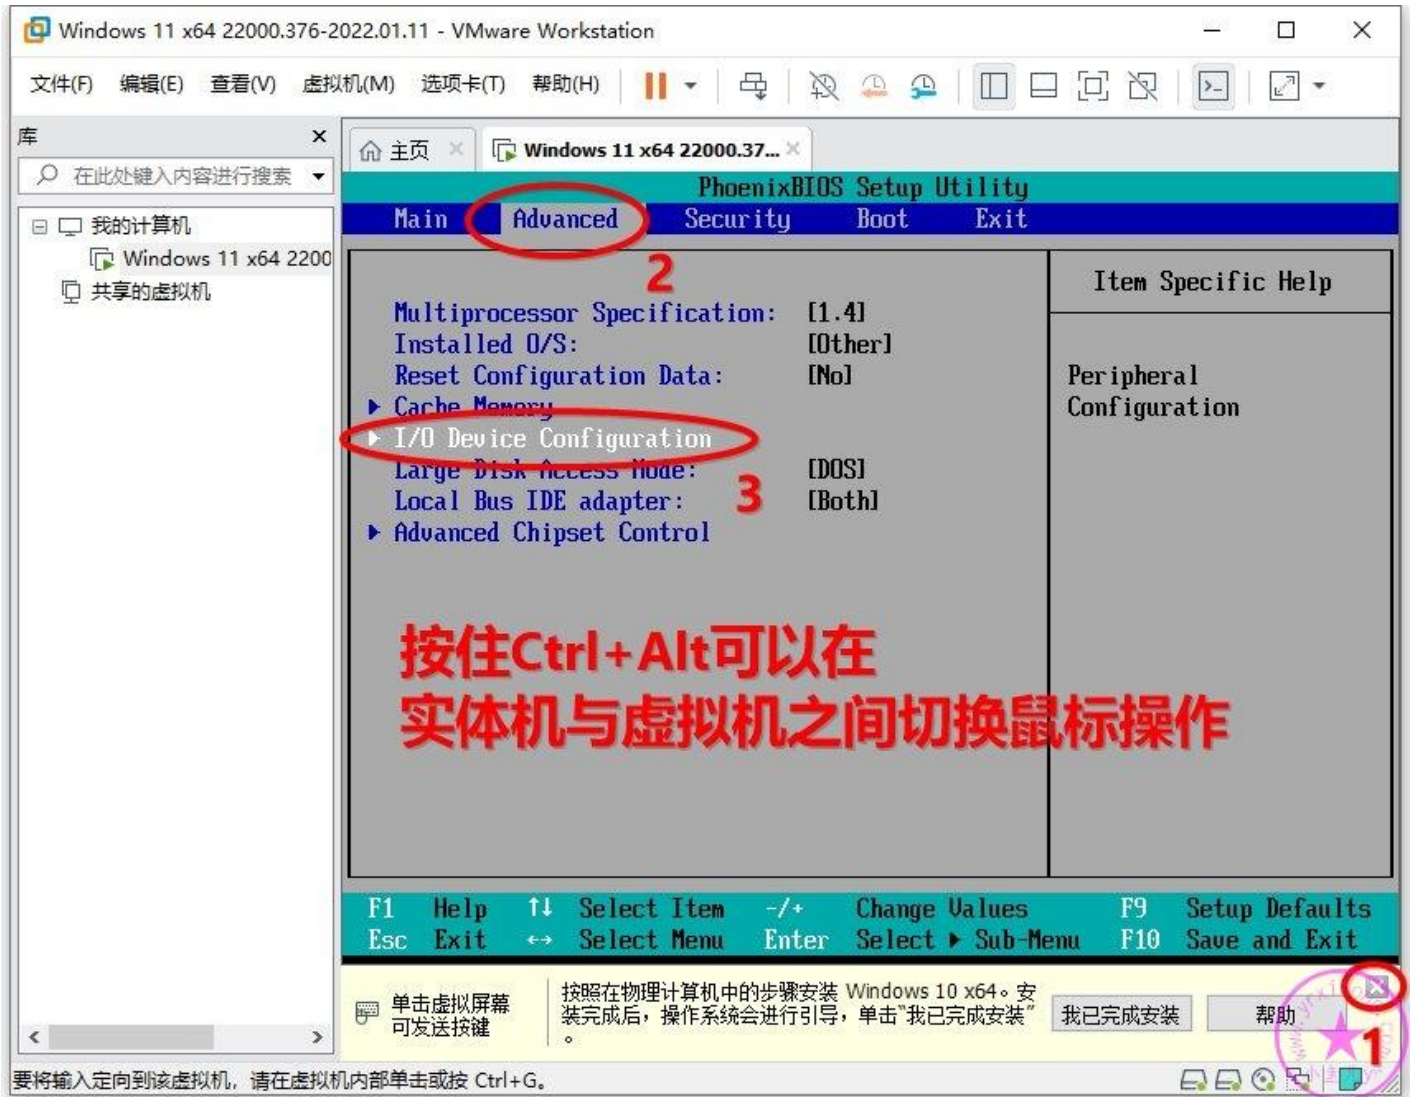 Windows 11 x64 22000.376-2022.01.11 - VMware Workstation
文件(F) 编辑(E) 查看(V) 虚拟机(M) 选项卡(T) 帮助(H)
库
在此处键入内容进行搜索
我的计算机
Windows 11 x64 2200
共享的虚拟机
主页
Windows 11 x64 22000.37...
PhoenixBIOS Setup Utility
Main Advanced Security Boot Exit
2
Item Specific Help
Multiprocessor Specification: [1.4]
Installed O/S: [Other]
Reset Configuration Data: [No]
Cache Memory
I/O Device Configuration
Large Disk Access Mode: [DOS]
Local Bus IDE adapter: [Both]
Advanced Chipset Control
3
Peripheral
Configuration
按住Ctrl+Alt可以在
实体机与虚拟机之间切换鼠标操作
F1 Help ↑↓ Select Item -/+ Change Values F9 Setup Defaults
Esc Exit ↔ Select Menu Enter Select ▶ Sub-Menu F10 Save and Exit
单击虚拟屏幕
可发送按键
按照在物理计算机中的步骤安装 Windows 10 x64。安
装完成后，操作系统会进行引导，单击“我已完成安装”
。
我已完成安装
帮助
1
要将输入定向到该虚拟机，请在虚拟机内部单击或按 Ctrl+G。